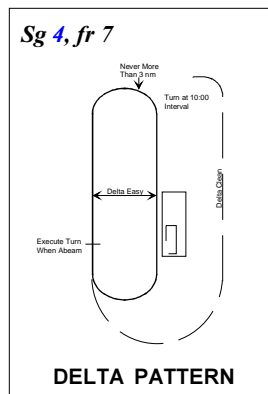 Sg 4, fr 7
Never More
Than 3 nm
Turn at 10:00
Interval
Delta Easy
Delta Clean
Execute Turn
When Abeam
DELTA PATTERN